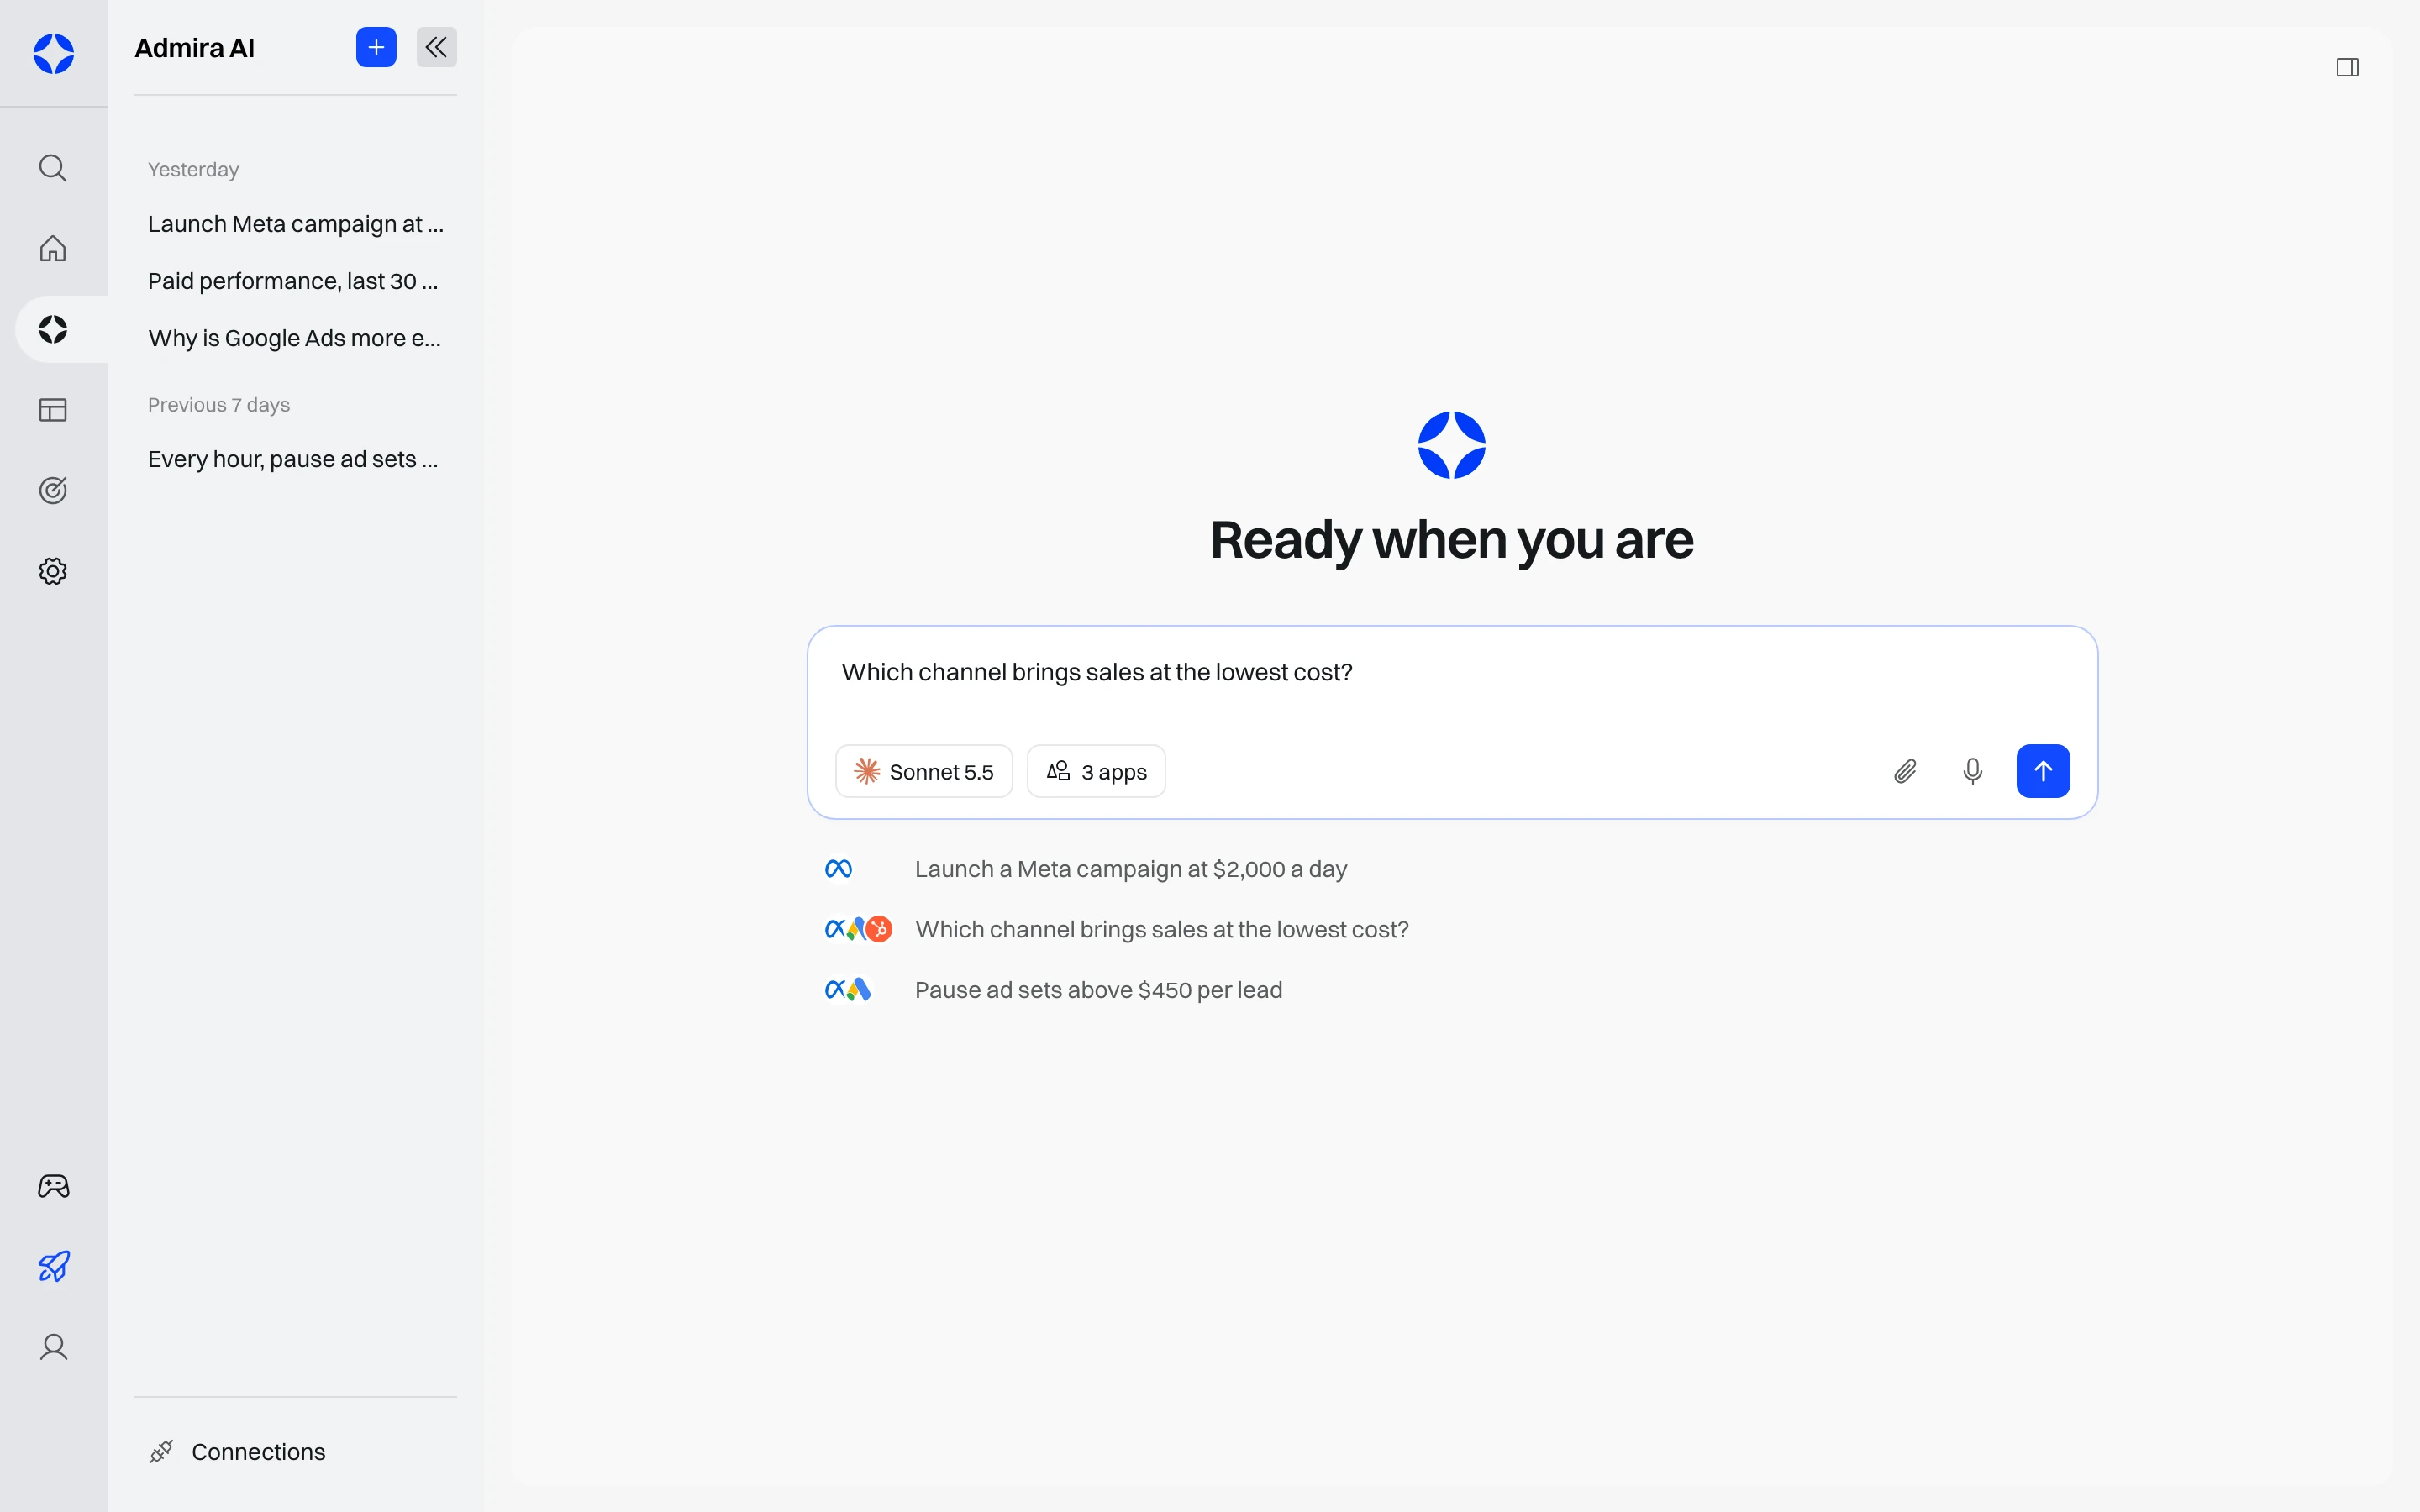 Admira AI
Yesterday
Launch Meta campaign at ...
Paid performance, last 30 ...
Why is Google Ads more e...
Previous 7 days
Every hour, pause ad sets ...
Connections
Ready when you are
Which channel brings sales at the lowest cost?
Sonnet 5.5
3 apps
Launch a Meta campaign at $2,000 a day
Which channel brings sales at the lowest cost?
Pause ad sets above $450 per lead